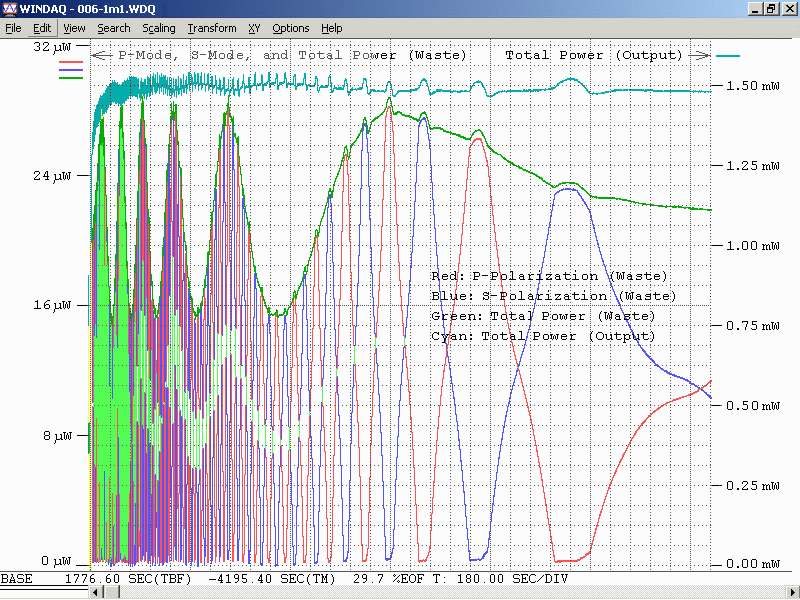 WINDAQ - 006-1m1.WDQ
File Edit View Search Scaling Transform XY Options Help
32 µW
P-Mode, S-Mode, and Total Power (Waste) Total Power (Output)
1.50 mW
24 µW
1.25 mW
1.00 mW
Red: P-Polarization (Waste)
Blue: S-Polarization (Waste)
16 µW
Green: Total Power (Waste)
0.75 mW
Cyan: Total Power (Output)
0.50 mW
8 µW
0.25 mW
0 µW
0.00 mW
BASE 1776.60 SEC(TBF) -4195.40 SEC(TM) 29.7 %EOF T: 180.00 SEC/DIV